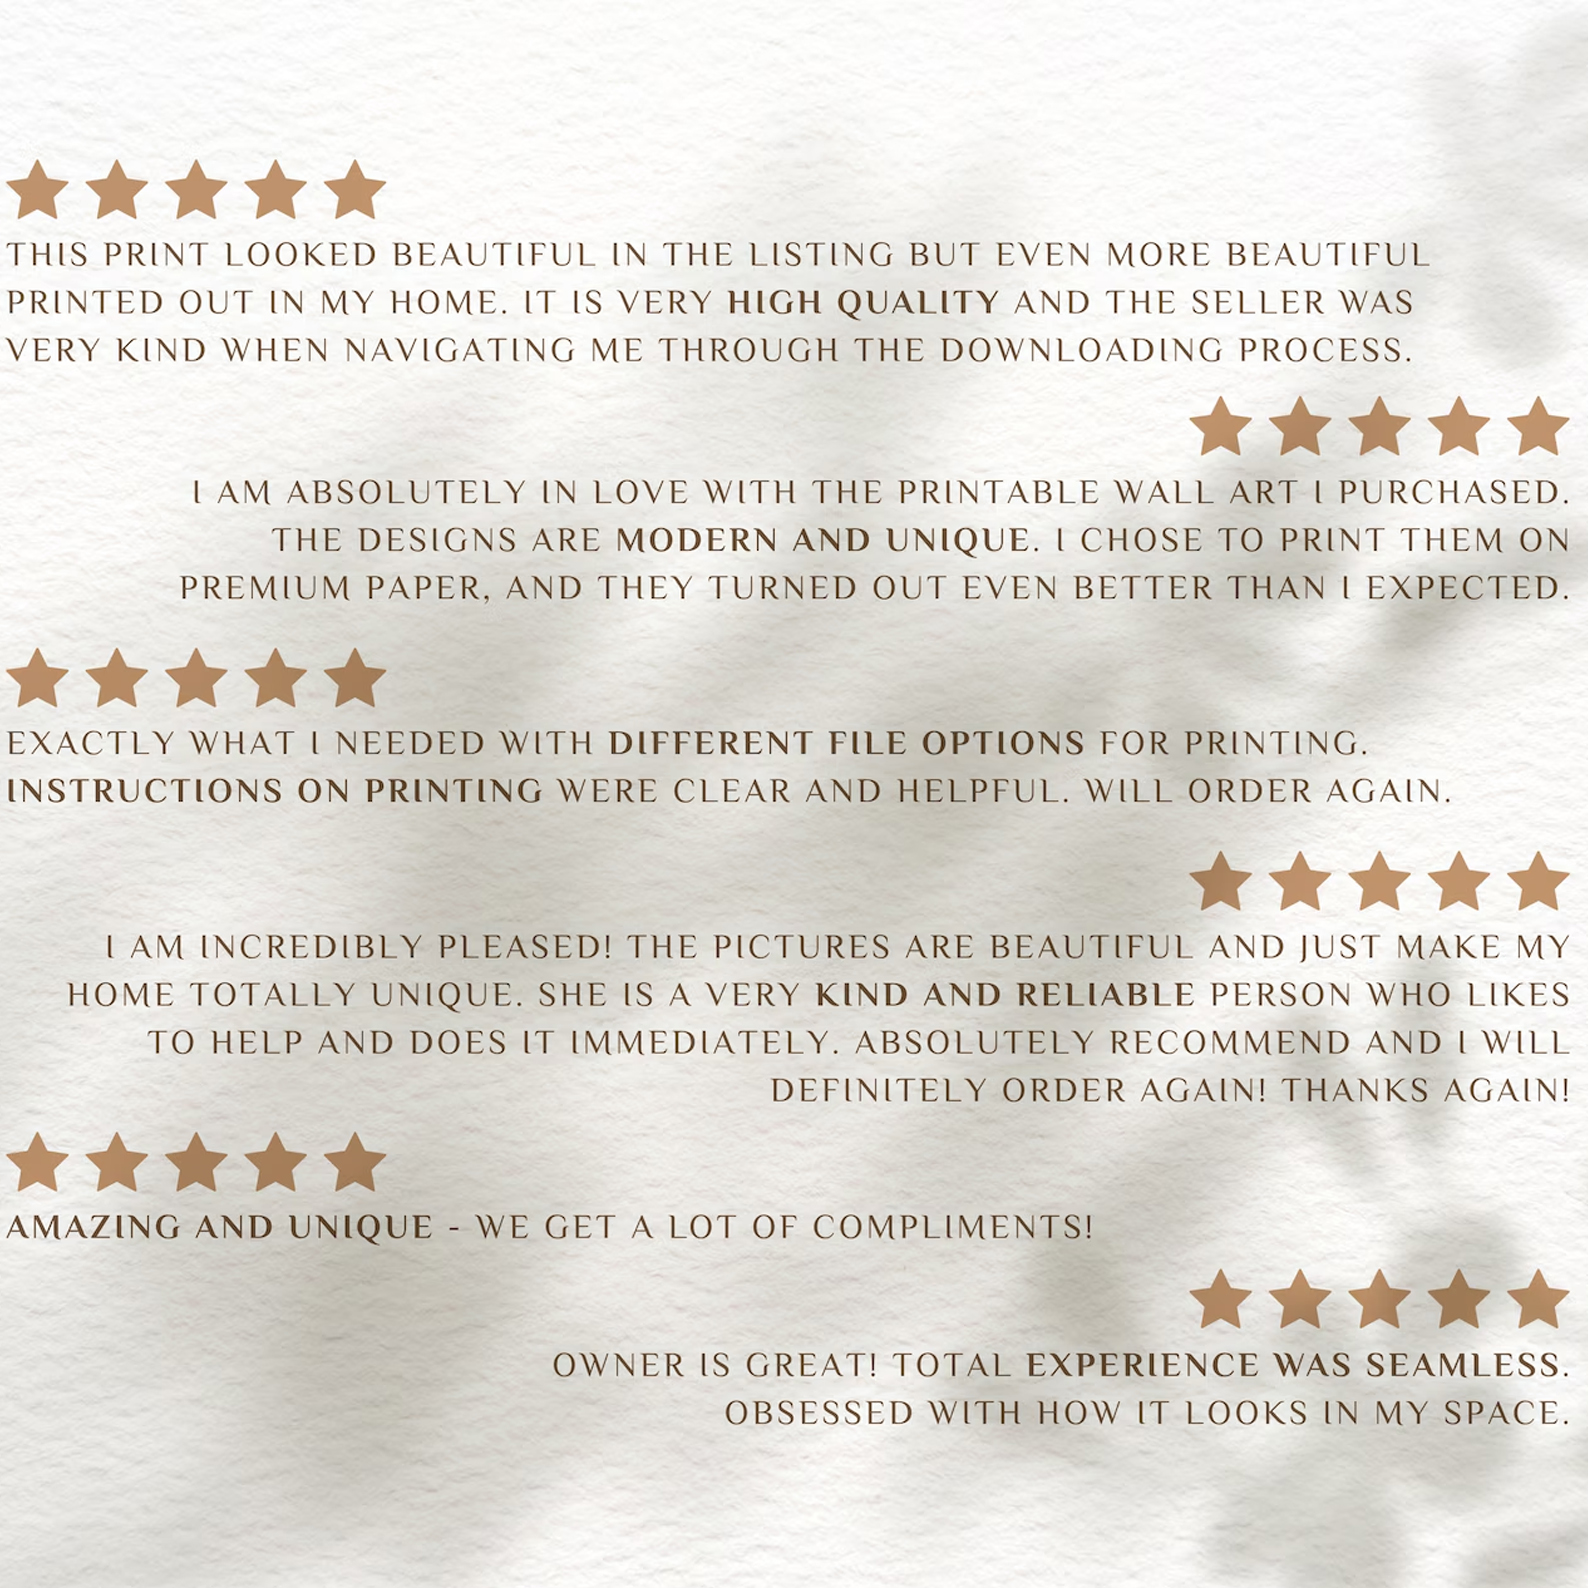 THIS PRINT LOOKED BEAUTIFUL IN THE LISTING BUT EVEN MORE BEAUTIFUL
PRINTED OUT IN MY HOME. IT IS VERY HIGH QUALITY AND THE SELLER WAS
VERY KIND WHEN NAVIGATING ME THROUGH THE DOWNLOADING PROCESS.
I AM ABSOLUTELY IN LOVE WITH THE PRINTABLE WALL ART I PURCHASED.
THE DESIGNS ARE MODERN AND UNIQUE. I CHOSE TO PRINT THEM ON
PREMIUM PAPER, AND THEY TURNED OUT EVEN BETTER THAN I EXPECTED.
EXACTLY WHAT I NEEDED WITH DIFFERENT FILE OPTIONS FOR PRINTING.
INSTRUCTIONS ON PRINTING WERE CLEAR AND HELPFUL. WILL ORDER AGAIN.
I AM INCREDIBLY PLEASED! THE PICTURES ARE BEAUTIFUL AND JUST MAKE MY
HOME TOTALLY UNIQUE. SHE IS A VERY KIND AND RELIABLE PERSON WHO LIKES
TO HELP AND DOES IT IMMEDIATELY. ABSOLUTELY RECOMMEND AND I WILL
DEFINITELY ORDER AGAIN! THANKS AGAIN!
AMAZING AND UNIQUE - WE GET A LOT OF COMPLIMENTS!
OWNER IS GREAT! TOTAL EXPERIENCE WAS SEAMLESS.
OBSESSED WITH HOW IT LOOKS IN MY SPACE.